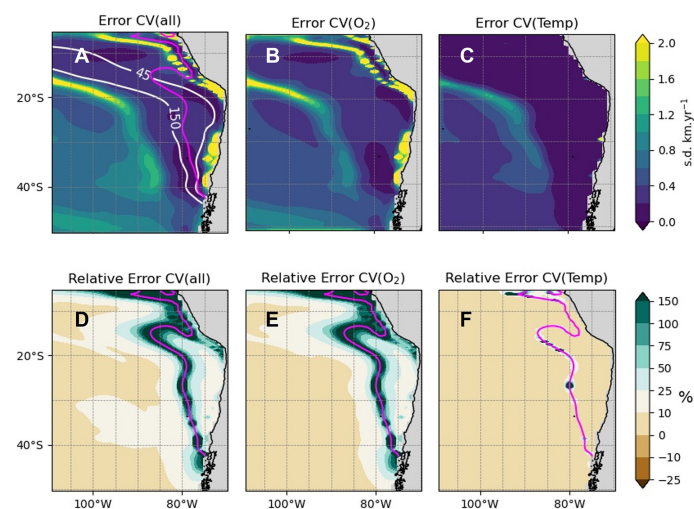 Error CV(all)
Error CV(O₂)
Error CV(Temp)
A
B
C
45
150
20°S
40°S
2.0
1.6
1.2
0.8
0.4
0.0
s.d. km.yr⁻¹
Relative Error CV(all)
Relative Error CV(O₂)
Relative Error CV(Temp)
D
E
F
20°S
40°S
100°W
80°W
100°W
80°W
100°W
80°W
150
100
75
50
25
10
0
−10
−25
%